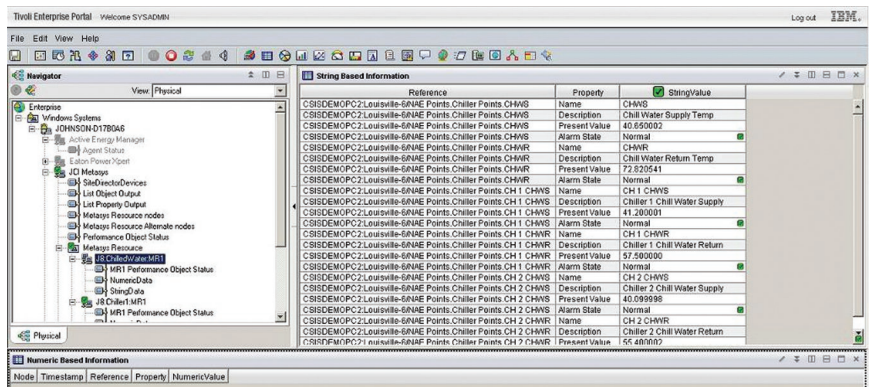 Tivoli Enterprise Portal Welcome SYSADMIN
Log out IBM.
File Edit View Help
Navigator
View: Physical
Enterprise
Windows Systems
JOHNSON-D17B0A6
Active Energy Manager
Agent Status
Eaton Power Xpert
JCI Metasys
SiteDirectorDevices
List Object Output
List Property Output
Metasys Resource nodes
Metasys Resource Alternate nodes
Performance Object Status
Metasys Resource
J8:ChilledWater:MR1
MR1 Performance Object Status
NumericData
StringData
J8:Chiller1:MR1
MR1 Performance Object Status
Physical
String Based Information
Reference Property StringValue
CSISDEMOPC2:Louisville-6/NAE Points.Chiller Points.CHWS Name CHWS
CSISDEMOPC2:Louisville-6/NAE Points.Chiller Points.CHWS Description Chill Water Supply Temp
CSISDEMOPC2:Louisville-6/NAE Points.Chiller Points.CHWS Present Value 40.650002
CSISDEMOPC2:Louisville-6/NAE Points.Chiller Points.CHWS Alarm State Normal
CSISDEMOPC2:Louisville-6/NAE Points.Chiller Points.CHWR Name CHWR
CSISDEMOPC2:Louisville-6/NAE Points.Chiller Points.CHWR Description Chill Water Return Temp
CSISDEMOPC2:Louisville-6/NAE Points.Chiller Points.CHWR Present Value 72.820541
CSISDEMOPC2:Louisville-6/NAE Points.Chiller Points.CHWR Alarm State Normal
CSISDEMOPC2:Louisville-6/NAE Points.Chiller Points.CH 1 CHWS Name CH 1 CHWS
CSISDEMOPC2:Louisville-6/NAE Points.Chiller Points.CH 1 CHWS Description Chiller 1 Chill Water Supply
CSISDEMOPC2:Louisville-6/NAE Points.Chiller Points.CH 1 CHWS Present Value 41.200001
CSISDEMOPC2:Louisville-6/NAE Points.Chiller Points.CH 1 CHWS Alarm State Normal
CSISDEMOPC2:Louisville-6/NAE Points.Chiller Points.CH 1 CHWR Name CH 1 CHWR
CSISDEMOPC2:Louisville-6/NAE Points.Chiller Points.CH 1 CHWR Description Chiller 1 Chill Water Return
CSISDEMOPC2:Louisville-6/NAE Points.Chiller Points.CH 1 CHWR Present Value 57.500000
CSISDEMOPC2:Louisville-6/NAE Points.Chiller Points.CH 1 CHWR Alarm State Normal
CSISDEMOPC2:Louisville-6/NAE Points.Chiller Points.CH 2 CHWS Name CH 2 CHWS
CSISDEMOPC2:Louisville-6/NAE Points.Chiller Points.CH 2 CHWS Description Chiller 2 Chill Water Supply
CSISDEMOPC2:Louisville-6/NAE Points.Chiller Points.CH 2 CHWS Present Value 40.099998
CSISDEMOPC2:Louisville-6/NAE Points.Chiller Points.CH 2 CHWS Alarm State Normal
CSISDEMOPC2:Louisville-6/NAE Points.Chiller Points.CH 2 CHWR Name CH 2 CHWR
CSISDEMOPC2:Louisville-6/NAE Points.Chiller Points.CH 2 CHWR Description Chiller 2 Chill Water Return
CSISDEMOPC2:Louisville-6/NAE Points.Chiller Points.CH 2 CHWR Present Value 55.400002
Numeric Based Information
Node Timestamp Reference Property NumericValue